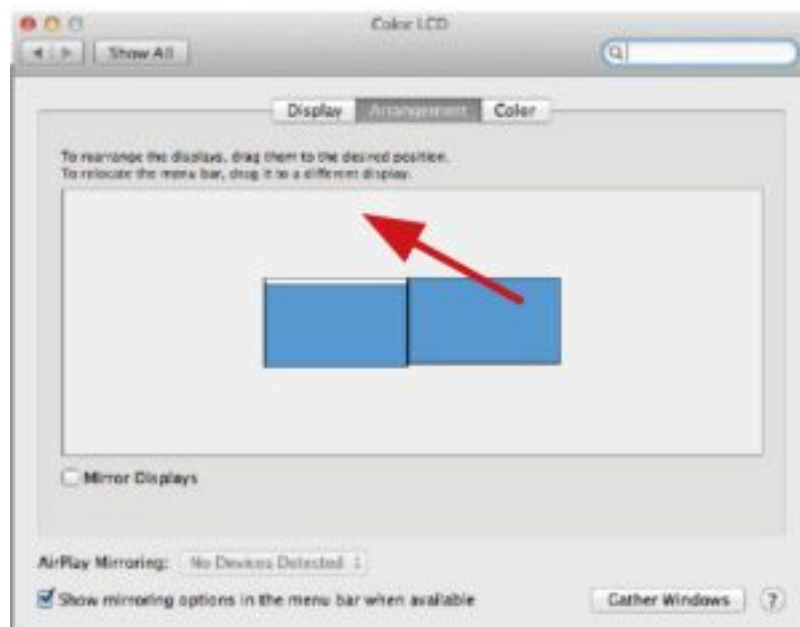 Color LCD
Show All
Display Arrangement Color
To rearrange the displays, drag them to the desired position.
To relocate the menu bar, drag it to a different display.
Mirror Displays
AirPlay Mirroring: No Devices Detected
Show mirroring options in the menu bar when available
Gather Windows ?